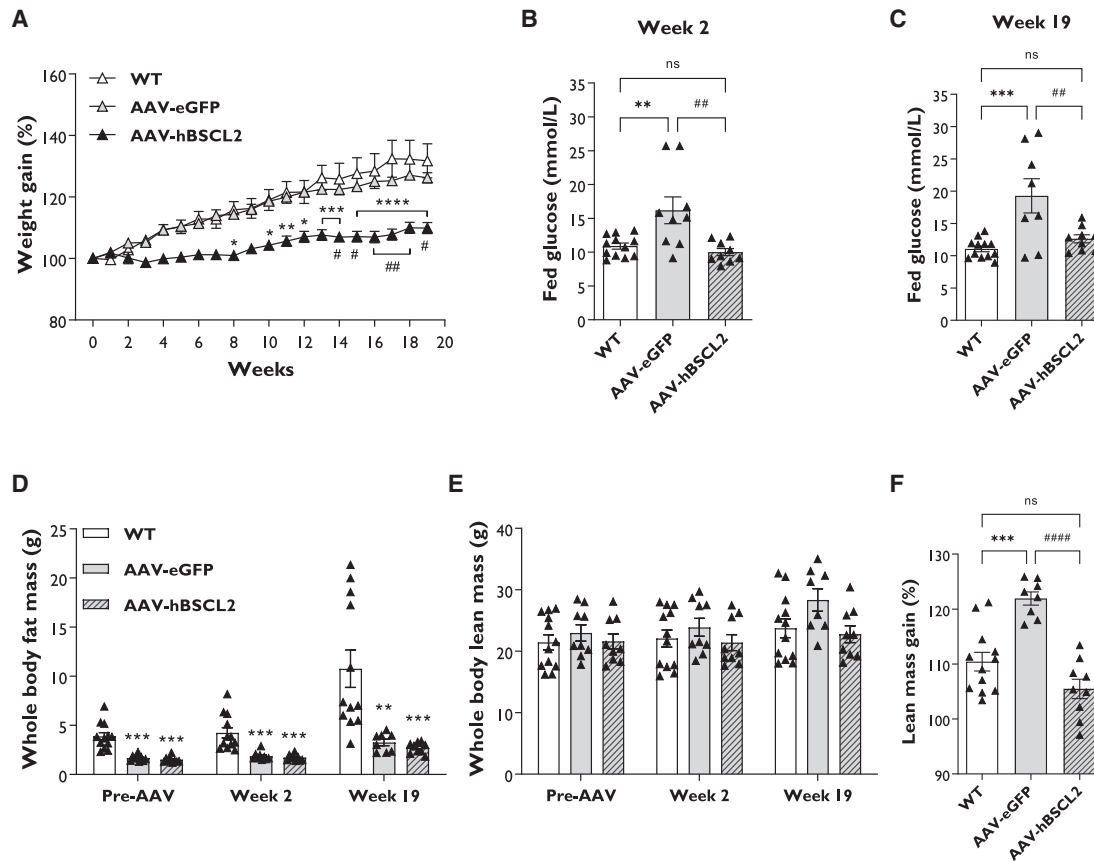 A
160
140
120
100
80
Weight gain (%)
WT
AAV-eGFP
AAV-hBSCL2
*
*
**
*
***
****
#
#
##
#
0 2 4 6 8 10 12 14 16 18 20
Weeks
B
Week 2
ns
**
##
35
30
25
20
15
10
5
0
Fed glucose (mmol/L)
WT
AAV-eGFP
AAV-hBSCL2
C
Week 19
ns
***
##
35
30
25
20
15
10
5
0
Fed glucose (mmol/L)
WT
AAV-eGFP
AAV-hBSCL2
D
25
20
15
10
5
0
Whole body fat mass (g)
WT
AAV-eGFP
AAV-hBSCL2
*** ***
*** ***
** ***
Pre-AAV Week 2 Week 19
E
40
30
20
10
0
Whole body lean mass (g)
Pre-AAV Week 2 Week 19
F
ns
***
####
130
120
110
100
90
Lean mass gain (%)
WT
AAV-eGFP
AAV-hBSCL2